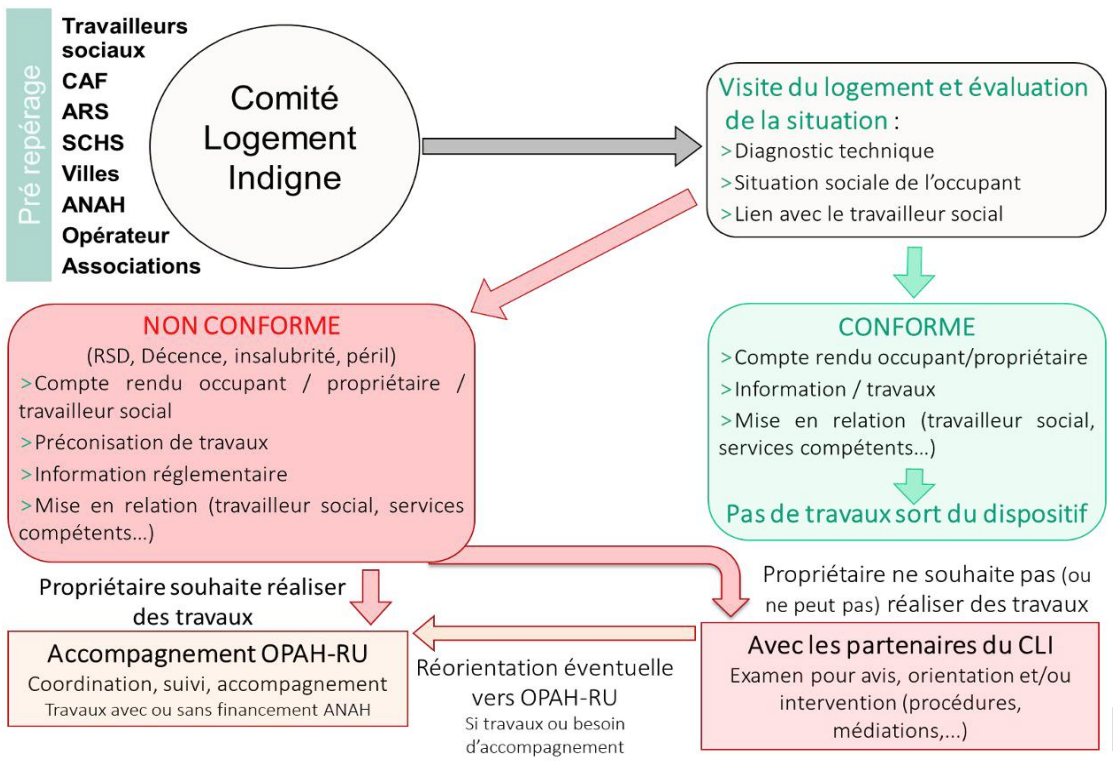 Pré repérage
Travailleurs
sociaux
CAF
ARS
SCHS
Villes
ANAH
Opérateur
Associations
Comité
Logement
Indigne
Visite du logement et évaluation
de la situation :
>Diagnostic technique
>Situation sociale de l'occupant
>Lien avec le travailleur social
NON CONFORME
(RSD, Décence, insalubrité, péril)
>Compte rendu occupant / propriétaire /
travailleur social
>Préconisation de travaux
>Information réglementaire
>Mise en relation (travailleur social, services
compétents…)
CONFORME
>Compte rendu occupant/propriétaire
>Information / travaux
>Mise en relation (travailleur social,
services compétents…)
Pas de travaux sort du dispositif
Propriétaire souhaite réaliser
des travaux
Propriétaire ne souhaite pas (ou
ne peut pas) réaliser des travaux
Accompagnement OPAH-RU
Coordination, suivi, accompagnement
Travaux avec ou sans financement ANAH
Réorientation éventuelle
vers OPAH-RU
Si travaux ou besoin
d'accompagnement
Avec les partenaires du CLI
Examen pour avis, orientation et/ou
intervention (procédures,
médiations,...)